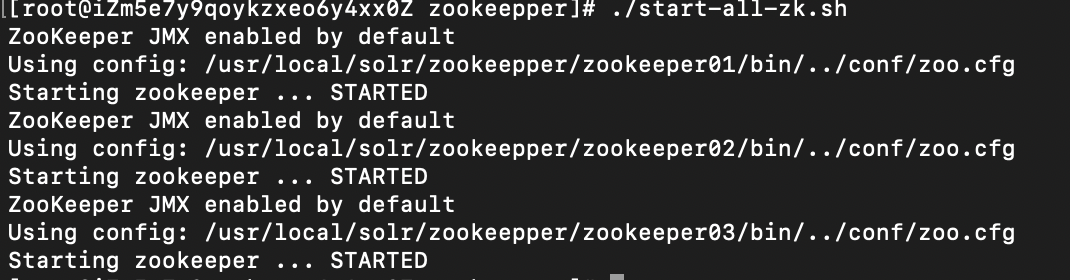 [[root@iZm5e7y9qoykzxeo6y4xx0Z zookeepper]# ./start-all-zk.sh
ZooKeeper JMX enabled by default
Using config: /usr/local/solr/zookeepper/zookeeper01/bin/../conf/zoo.cfg
Starting zookeeper ... STARTED
ZooKeeper JMX enabled by default
Using config: /usr/local/solr/zookeepper/zookeeper02/bin/../conf/zoo.cfg
Starting zookeeper ... STARTED
ZooKeeper JMX enabled by default
Using config: /usr/local/solr/zookeepper/zookeeper03/bin/../conf/zoo.cfg
Starting zookeeper ... STARTED